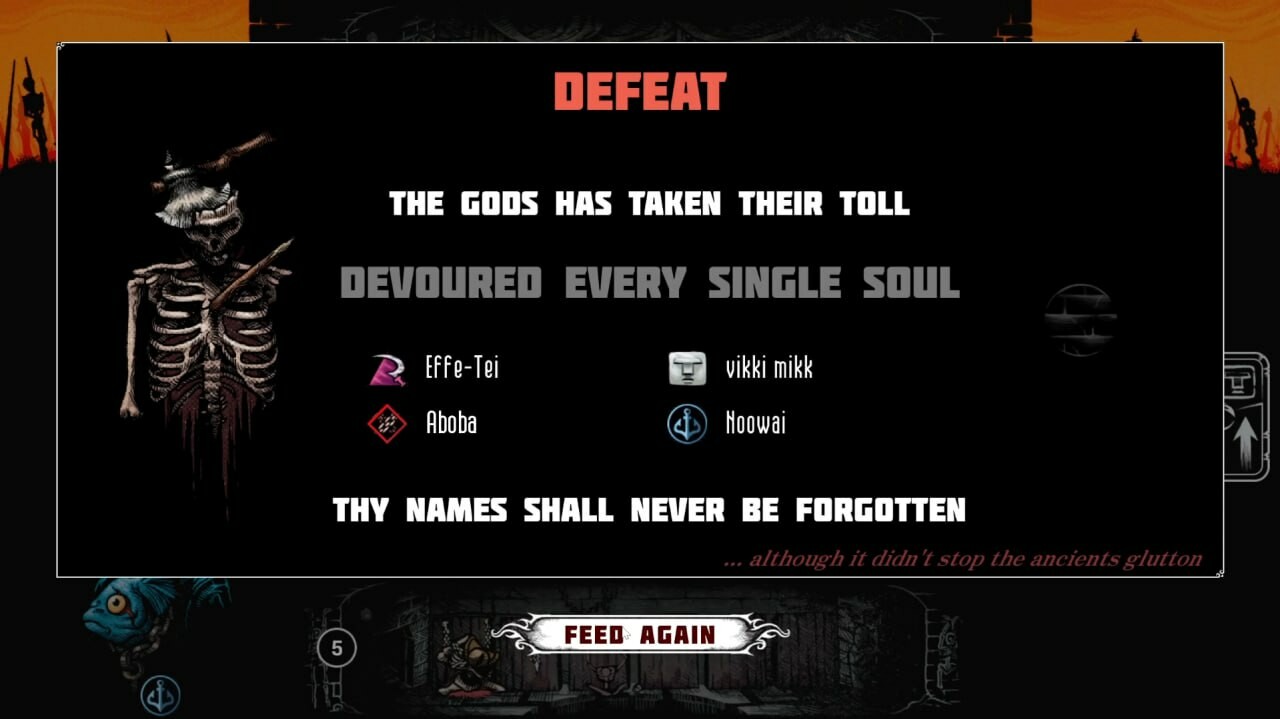 DEFEAT
THE GODS HAS TAKEN THEIR TOLL
DEVOURED EVERY SINGLE SOUL
Effe-Tei
vikki mikk
Aboba
Noowai
THY NAMES SHALL NEVER BE FORGOTTEN
... although it didn't stop the ancients glutton
5
FEED AGAIN